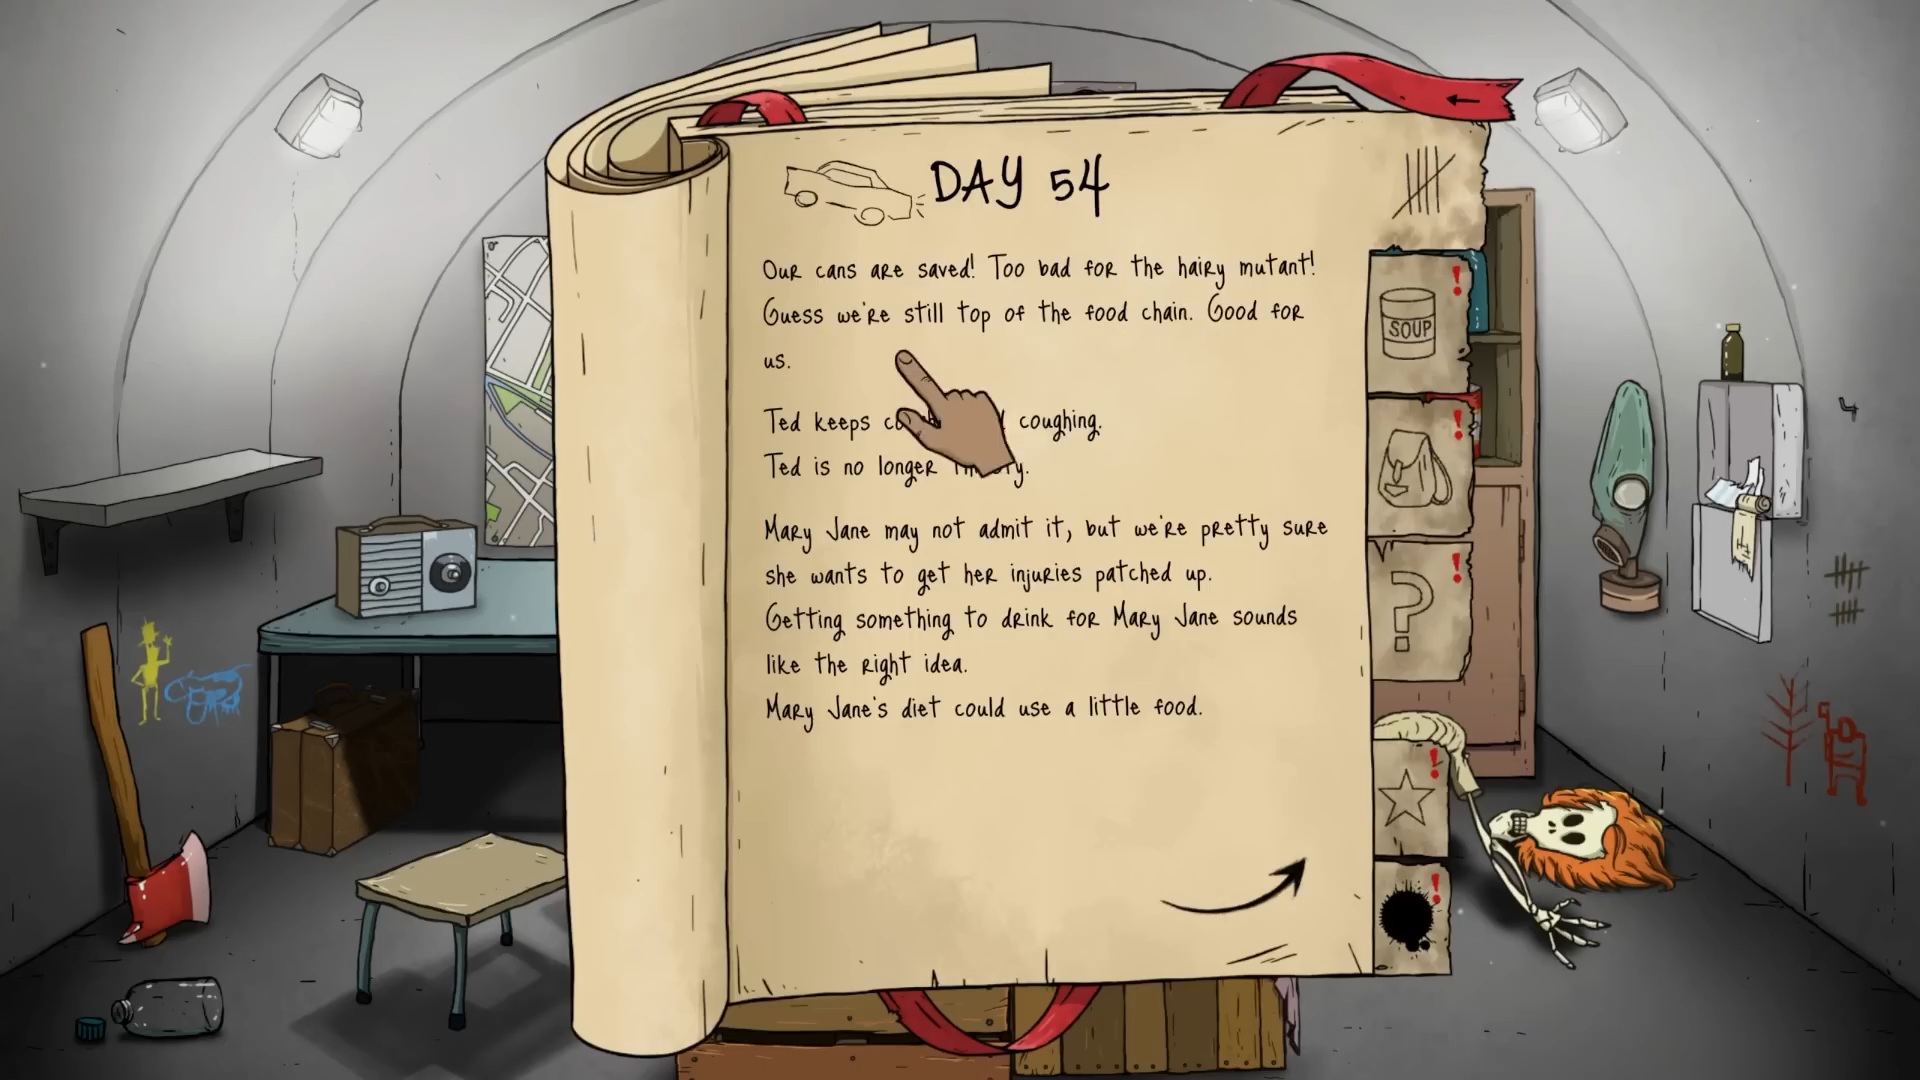 DAY 54
Our cans are saved! Too bad for the hairy mutant!
Guess we're still top of the food chain. Good for
us.
SOUP
Ted keeps coughing.
Ted is no longer
Mary Jane may not admit it, but we're pretty sure
she wants to get her injuries patched up.
Getting something to drink for Mary Jane sounds
like the right idea.
Mary Jane's diet could use a little food.